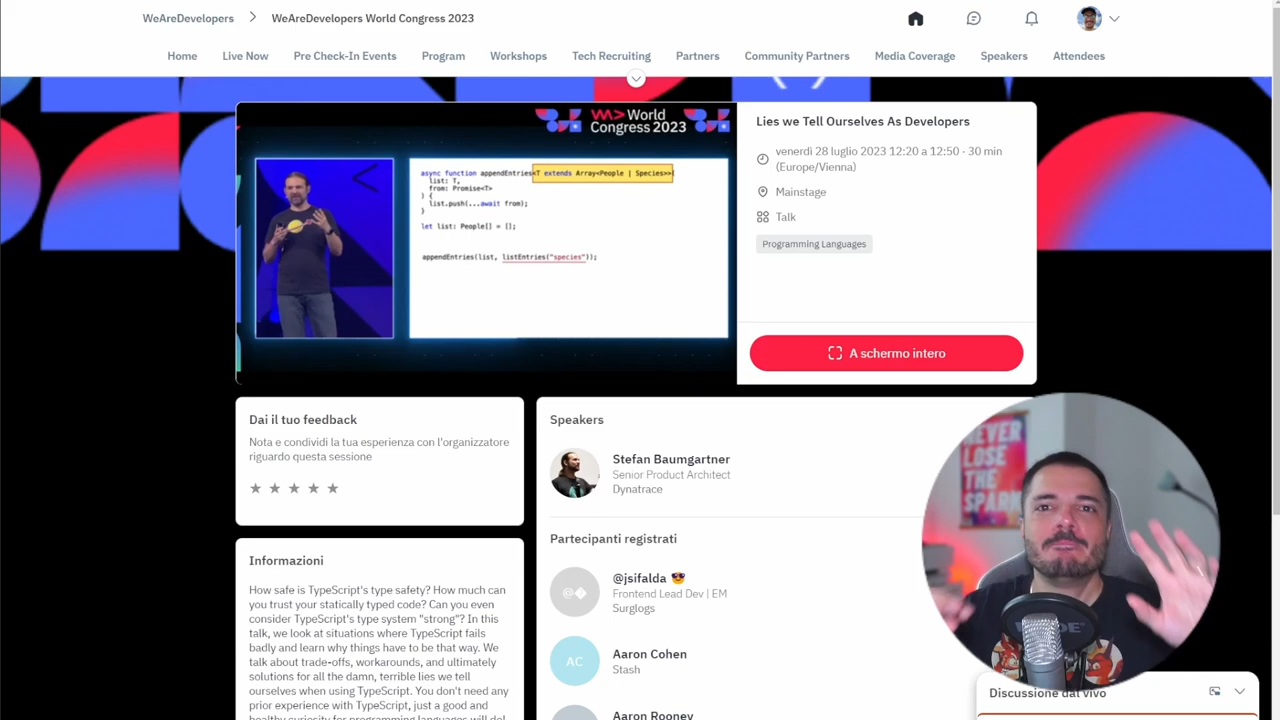 WeAreDevelopers
WeAreDevelopers World Congress 2023
Home
Live Now
Pre Check-In Events
Program
Workshops
Tech Recruiting
Partners
Community Partners
Media Coverage
Speakers
Attendees
World
Congress 2023
async function appendEntries<T extends Array<People | Species>>(
list: T,
from: Promise<T>
) {
list.push(...await from);
}
let list: People[] = [];
appendEntries(list, listEntries("species"));
Lies we Tell Ourselves As Developers
venerdì 28 luglio 2023 12:20 a 12:50 · 30 min
(Europe/Vienna)
Mainstage
Talk
Programming Languages
A schermo intero
Dai il tuo feedback
Nota e condividi la tua esperienza con l'organizzatore
riguardo questa sessione
Informazioni
How safe is TypeScript's type safety? How much can
you trust your statically typed code? Can you even
consider TypeScript's type system "strong"? In this
talk, we look at situations where TypeScript fails
badly and learn why things have to be that way. We
talk about trade-offs, workarounds, and ultimately
solutions for all the damn, terrible lies we tell
ourselves when using TypeScript. You don't need any
prior experience with TypeScript, just a good and
healthy curiosity for programming languages will do!
Speakers
Stefan Baumgartner
Senior Product Architect
Dynatrace
Partecipanti registrati
@�
@jsifalda 😎
Frontend Lead Dev | EM
Surglogs
AC
Aaron Cohen
Stash
Aaron Rooney
NEVER
LOSE
THE
SPARK
Discussione dal vivo